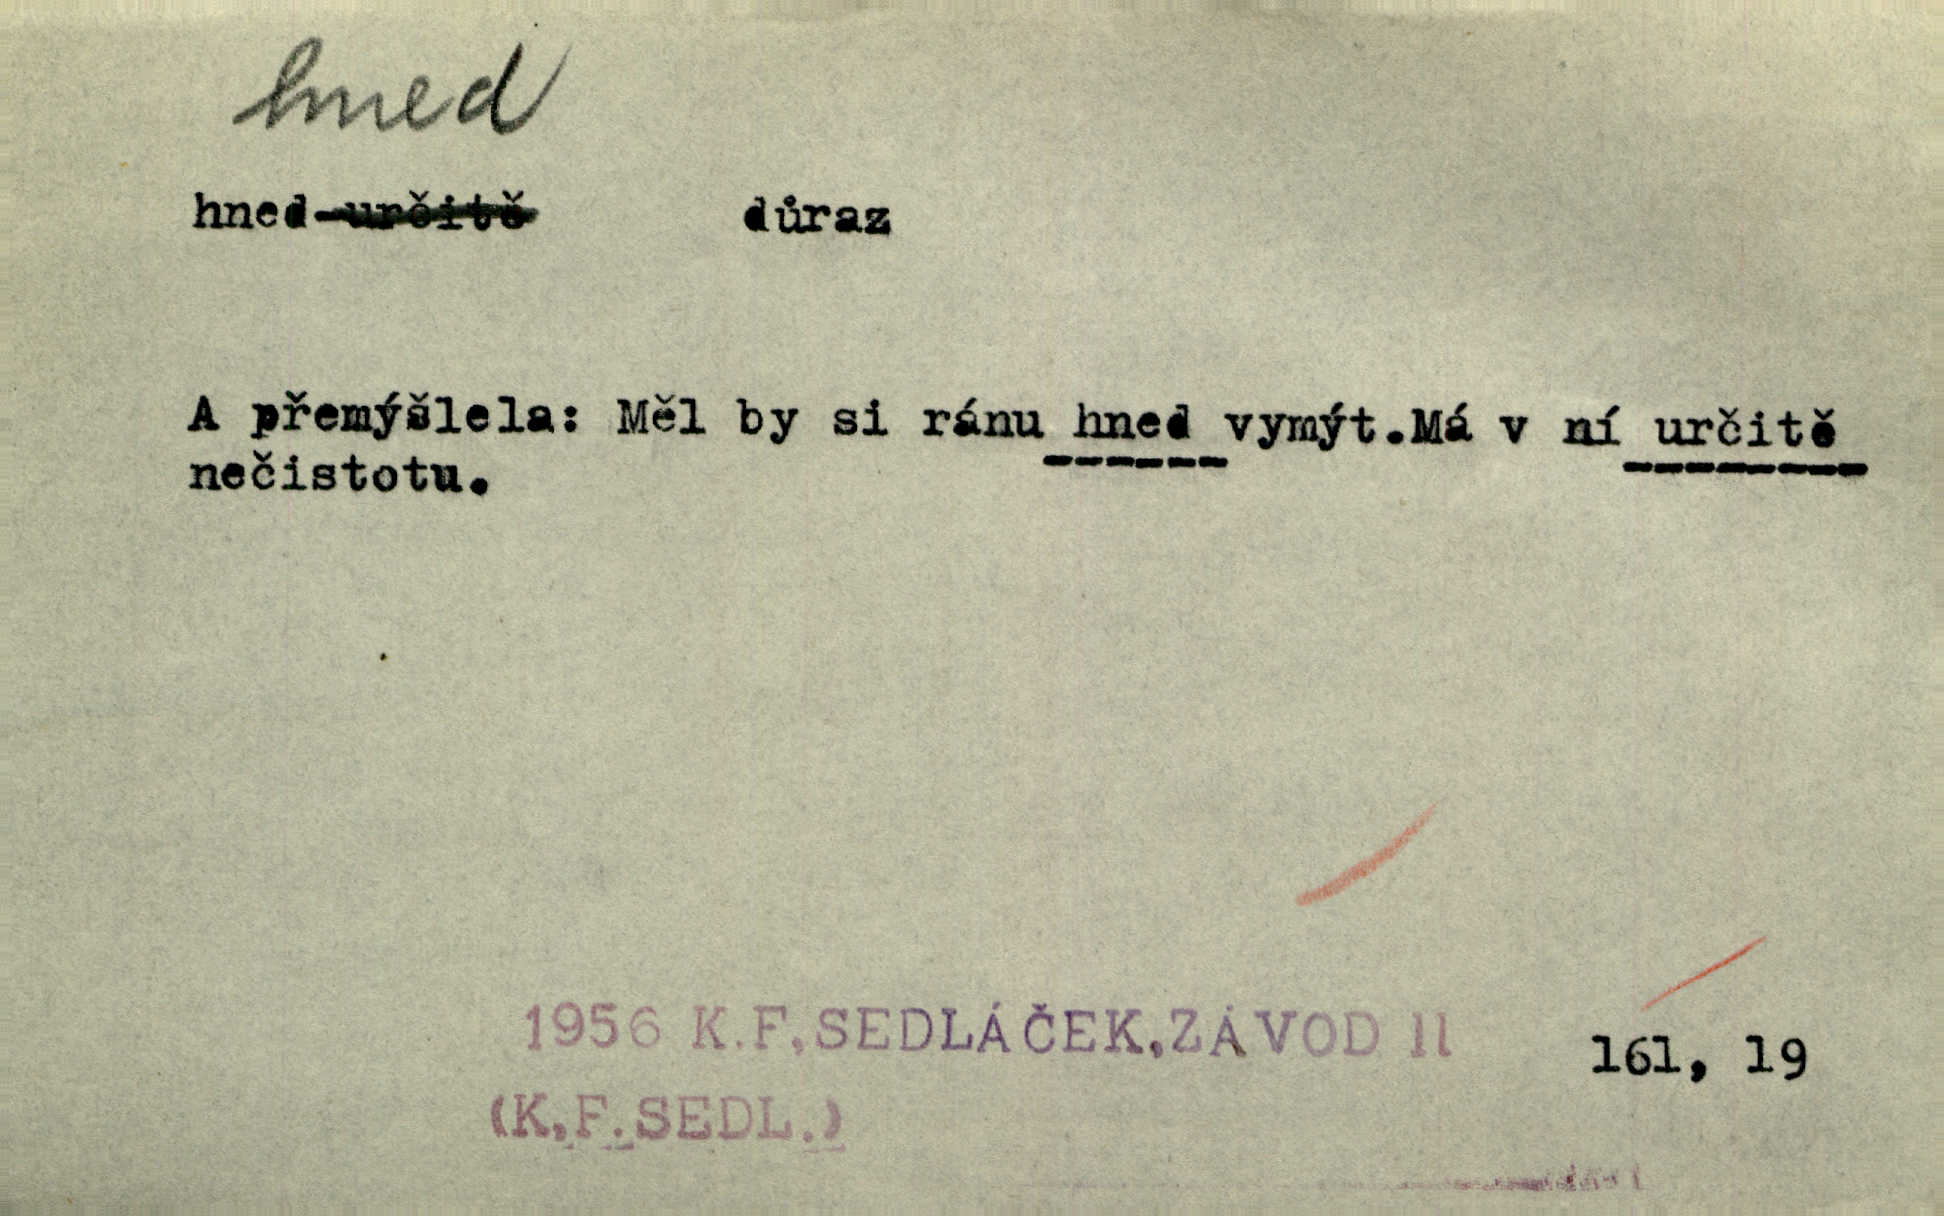 hned
hned určitě důraz
A přemýšlela: Měl by si ránu hned vymýt.Má v ní určitě
nečistotu.
1956 K.F.SEDLÁČEK,ZÁVOD II
161, 19
(K.F.SEDL.)